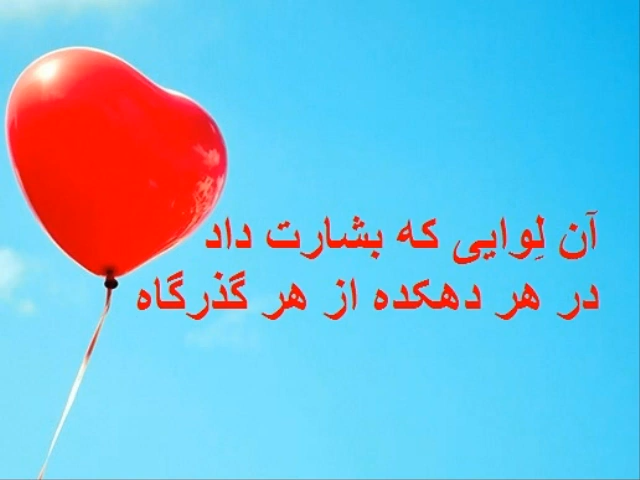 آن لِوایی که بشارت داد
در هر دهکده از هر گذرگاه